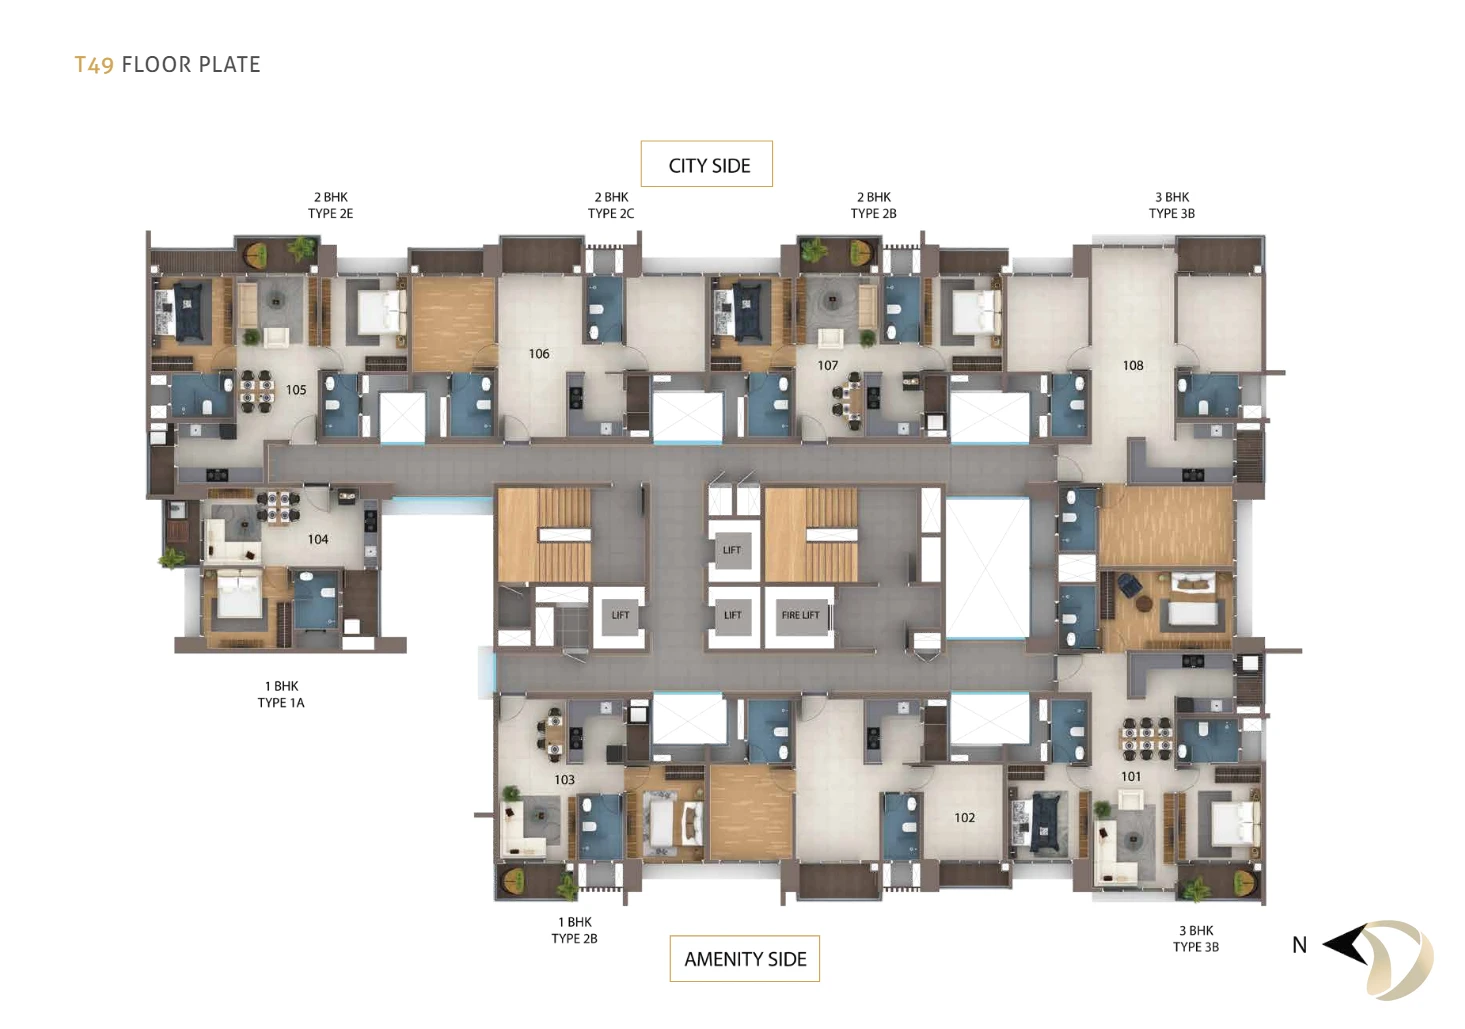 T49 FLOOR PLATE
CITY SIDE
2 BHK
TYPE 2E
2 BHK
TYPE 2C
2 BHK
TYPE 2B
3 BHK
TYPE 3B
106
107
108
105
104
LIFT
LIFT
LIFT
FIRE LIFT
1 BHK
TYPE 1A
103
101
102
1 BHK
TYPE 2B
3 BHK
TYPE 3B
AMENITY SIDE
N